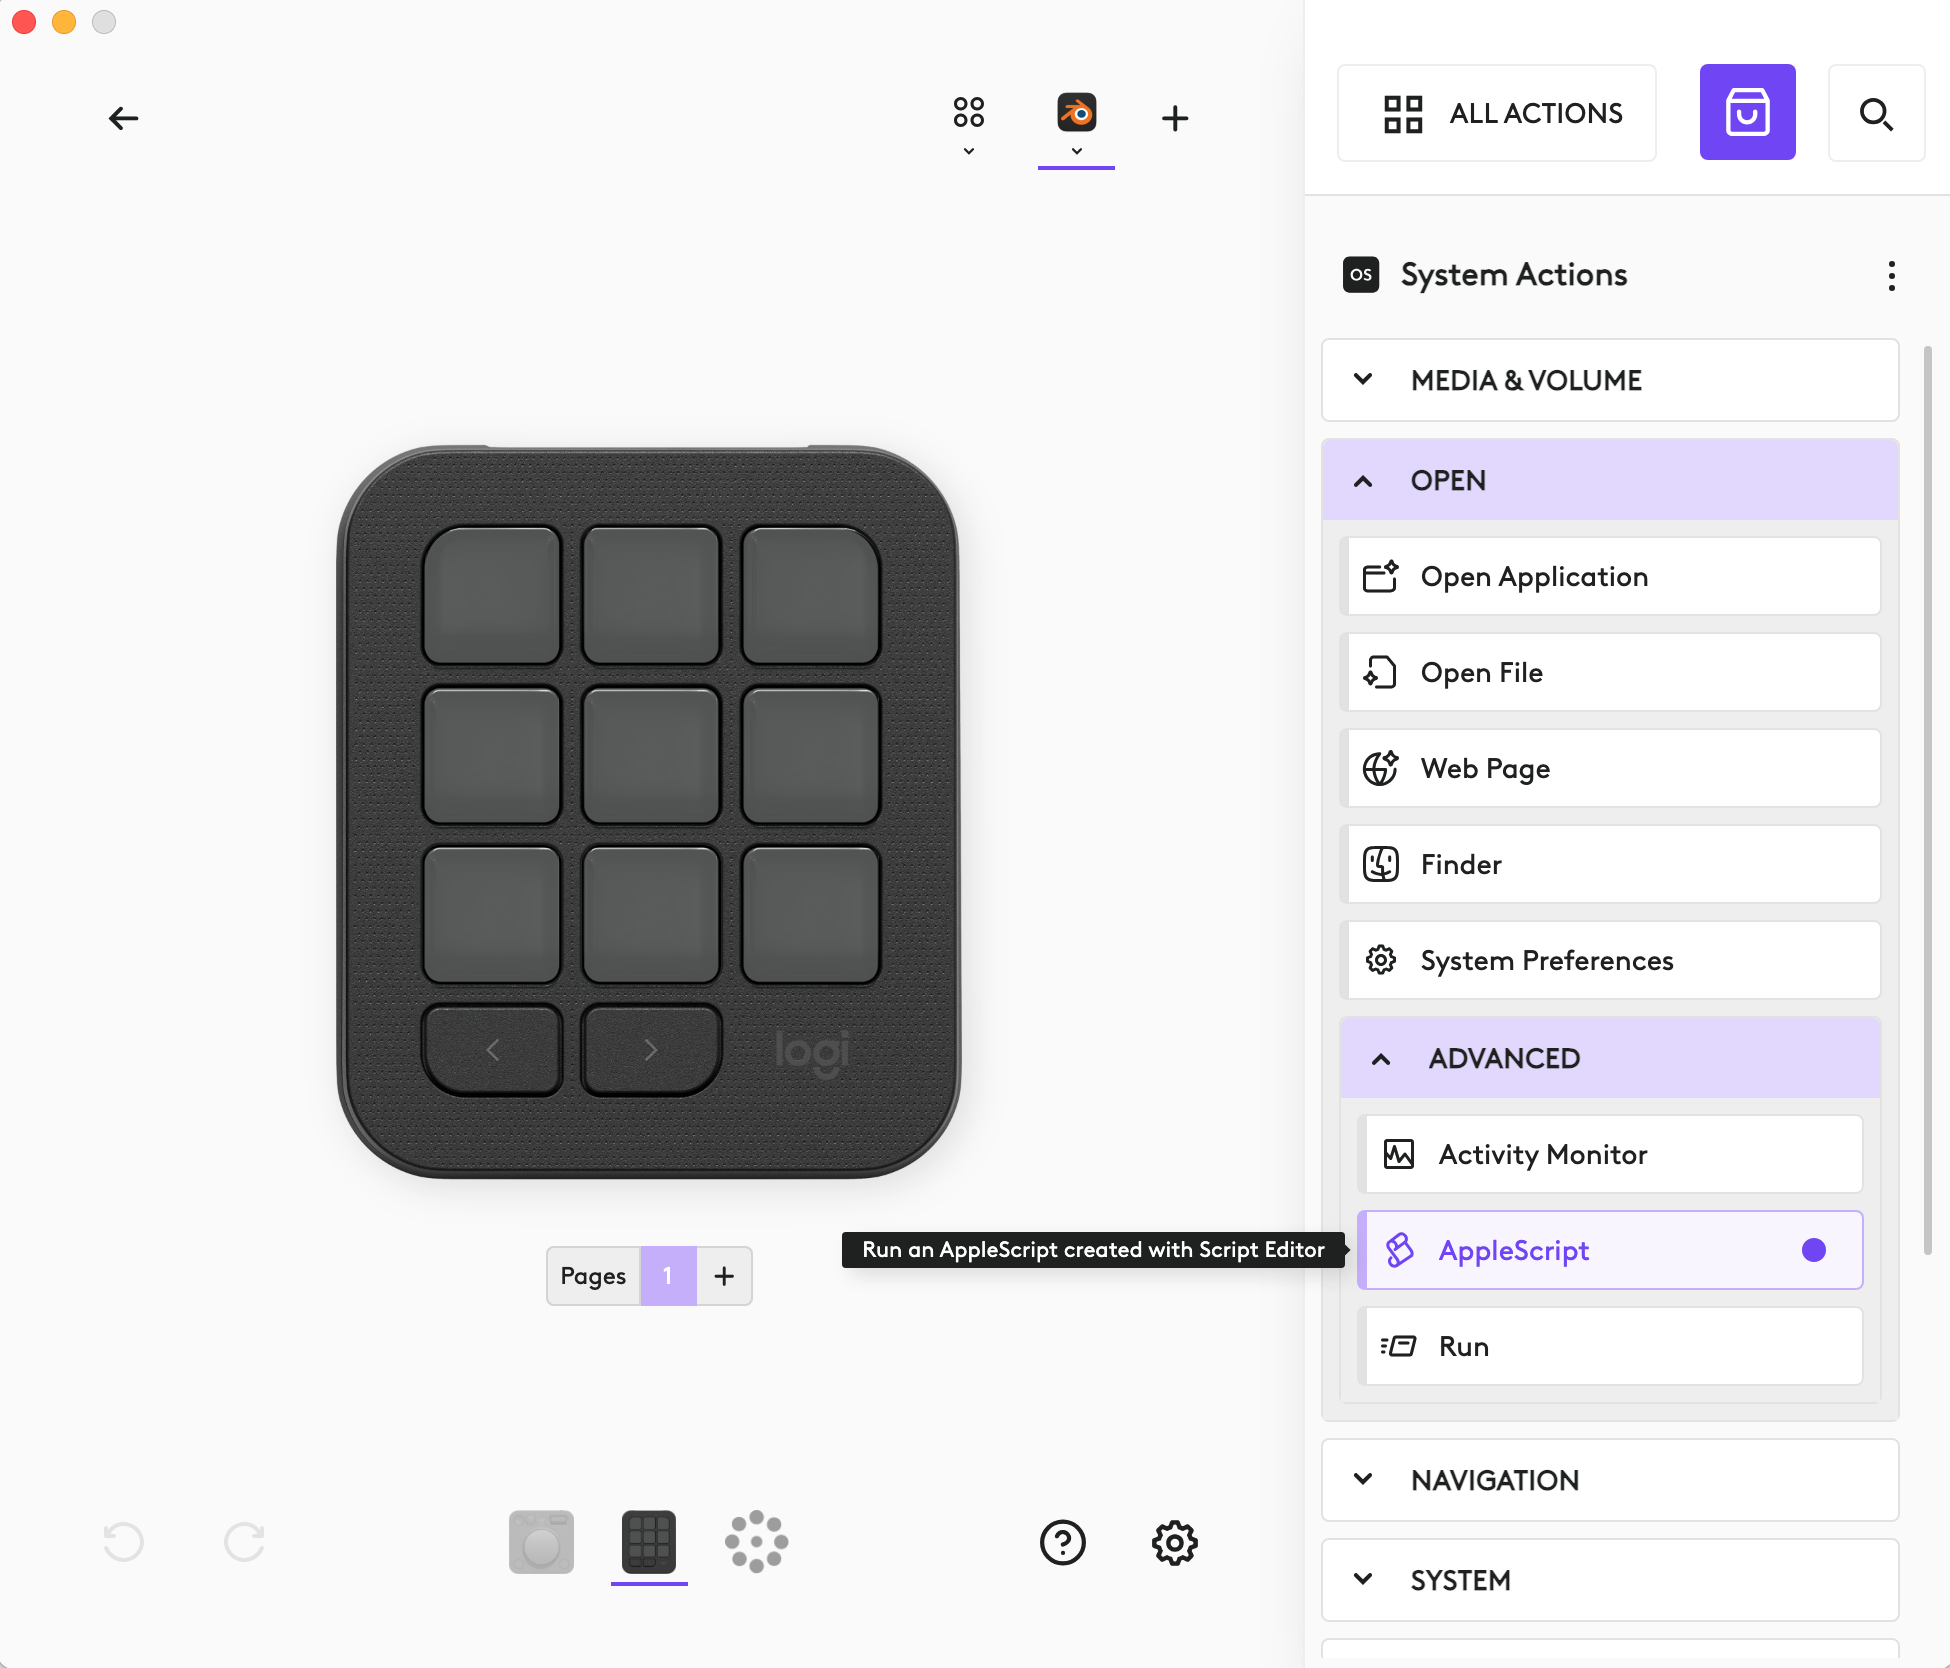 ALL ACTIONS
OS System Actions
MEDIA & VOLUME
OPEN
Open Application
Open File
Web Page
Finder
System Preferences
ADVANCED
Activity Monitor
AppleScript
Run
NAVIGATION
SYSTEM
logi
Run an AppleScript created with Script Editor
Pages 1 +